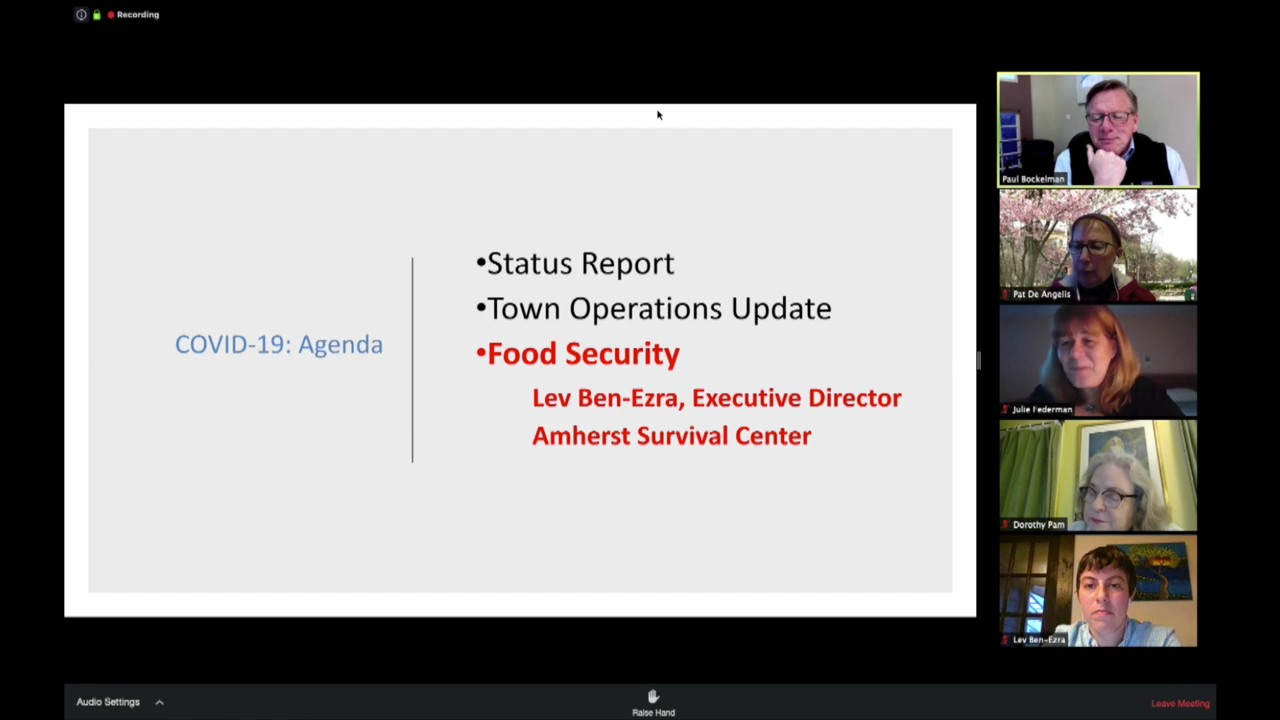 Recording
COVID-19: Agenda
•Status Report
•Town Operations Update
•Food Security
Lev Ben-Ezra, Executive Director
Amherst Survival Center
Paul Bockelman
Pat De Angelis
Julie Federman
Dorothy Pam
Lev Ben-Ezra
Audio Settings
Raise Hand
Leave Meeting